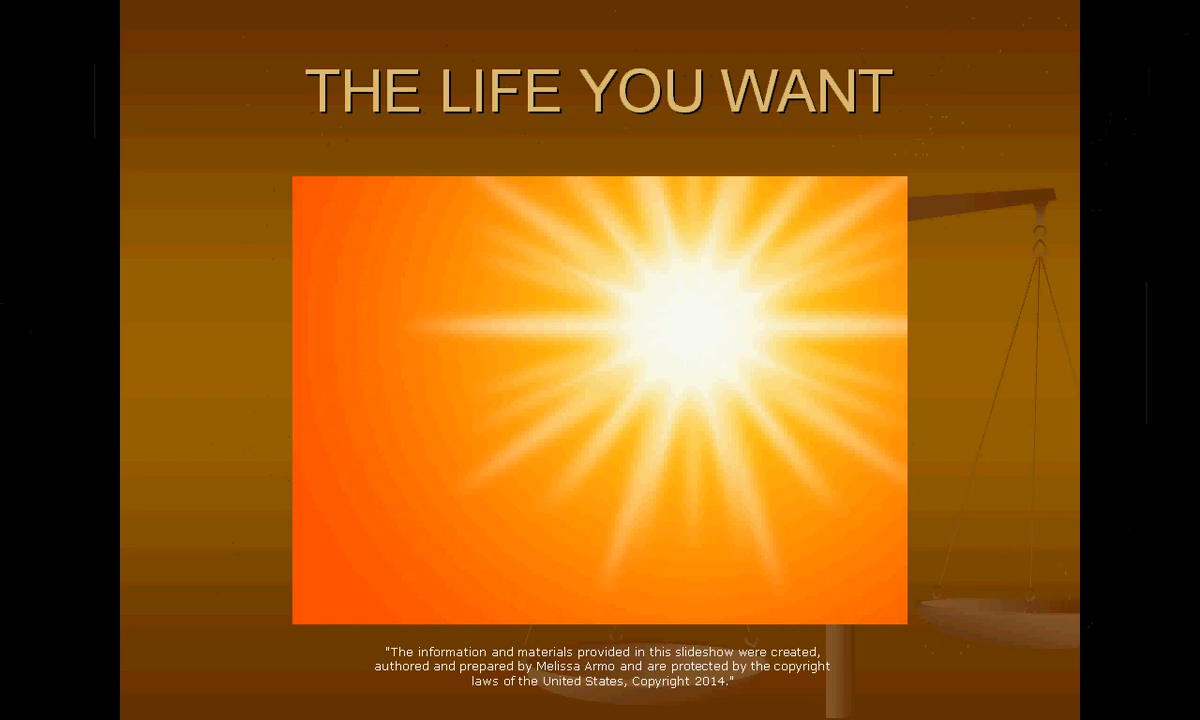 THE LIFE YOU WANT
"The information and materials provided in this slideshow were created,
authored and prepared by Melissa Armo and are protected by the copyright
laws of the United States, Copyright 2014."